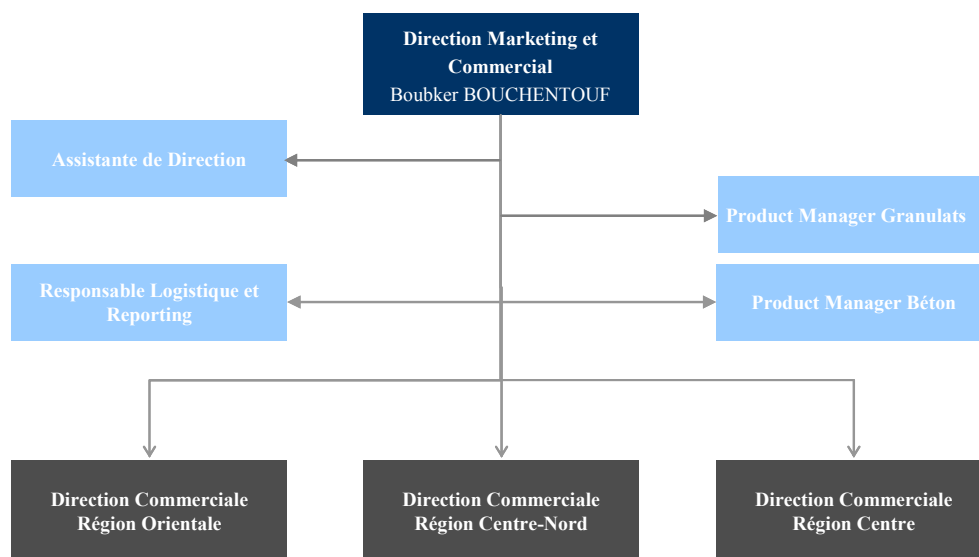 Direction Marketing et
Commercial
Boubker BOUCHENTOUF
Assistante de Direction
Product Manager Granulats
Responsable Logistique et
Reporting
Product Manager Béton
Direction Commerciale
Région Orientale
Direction Commerciale
Région Centre-Nord
Direction Commerciale
Région Centre